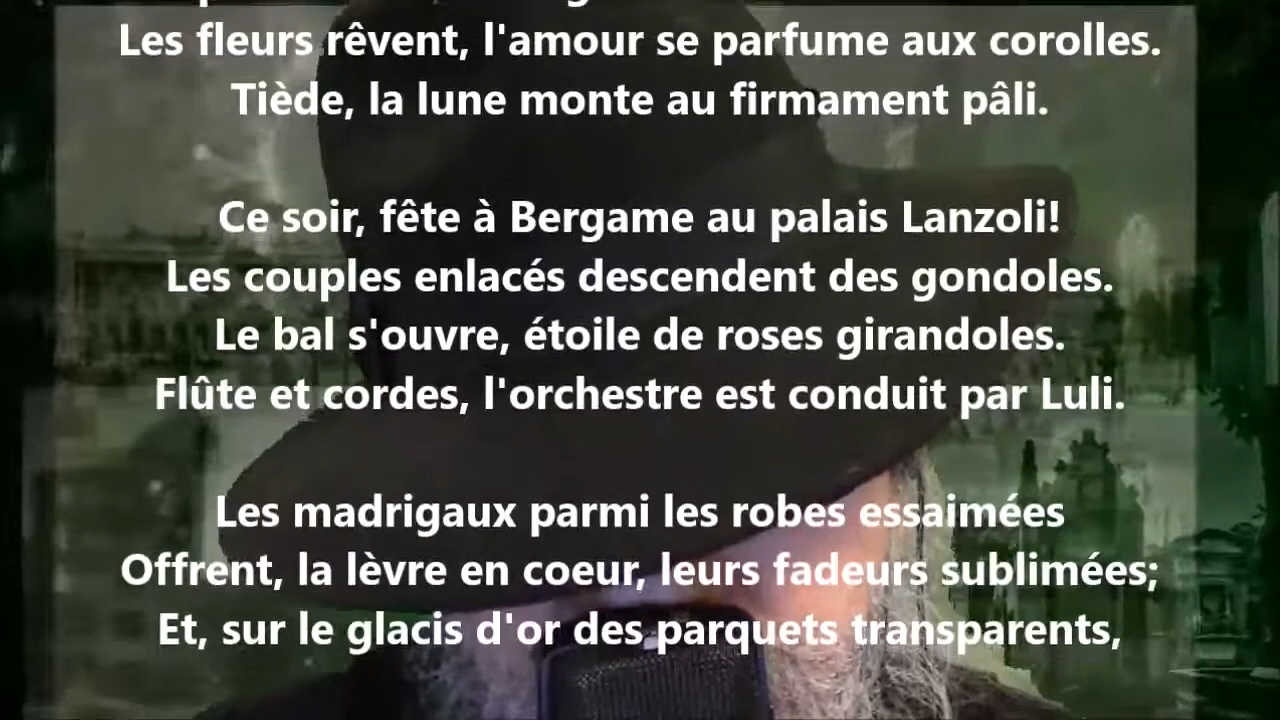 Les fleurs rêvent, l'amour se parfume aux corolles.
Tiède, la lune monte au firmament pâli.
Ce soir, fête à Bergame au palais Lanzoli!
Les couples enlacés descendent des gondoles.
Le bal s'ouvre, étoile de roses girandoles.
Flûte et cordes, l'orchestre est conduit par Luli.
Les madrigaux parmi les robes essaimées
Offrent, la lèvre en coeur, leurs fadeurs sublimées;
Et, sur le glacis d'or des parquets transparents,